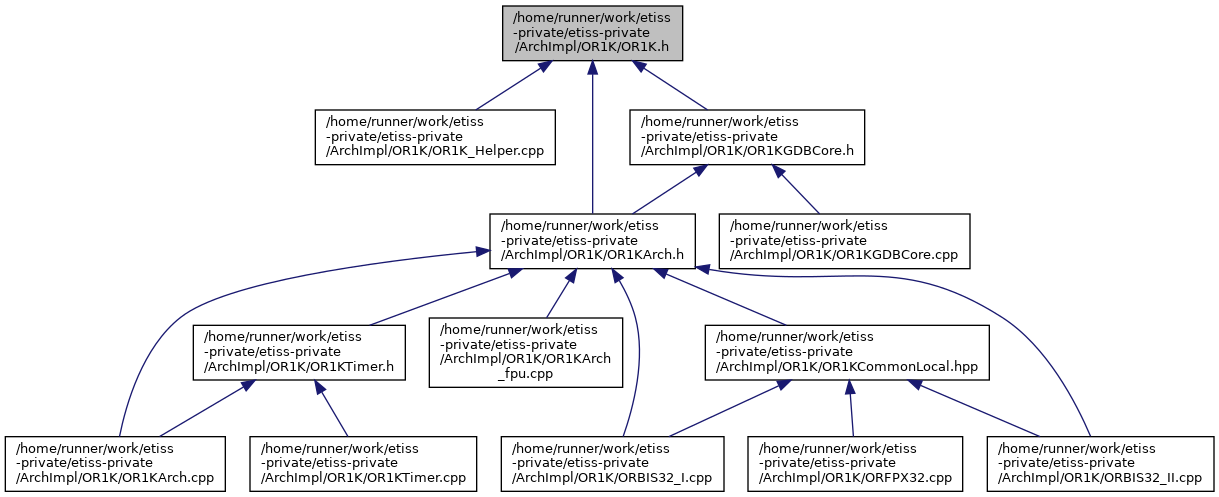 /home/runner/work/etiss
-private/etiss-private
/ArchImpl/OR1K/OR1K.h
/home/runner/work/etiss
-private/etiss-private
/ArchImpl/OR1K/OR1K_Helper.cpp
/home/runner/work/etiss
-private/etiss-private
/ArchImpl/OR1K/OR1KGDBCore.h
/home/runner/work/etiss
-private/etiss-private
/ArchImpl/OR1K/OR1KArch.h
/home/runner/work/etiss
-private/etiss-private
/ArchImpl/OR1K/OR1KGDBCore.cpp
/home/runner/work/etiss
-private/etiss-private
/ArchImpl/OR1K/OR1KTimer.h
/home/runner/work/etiss
-private/etiss-private
/ArchImpl/OR1K/OR1KArch
_fpu.cpp
/home/runner/work/etiss
-private/etiss-private
/ArchImpl/OR1K/OR1KCommonLocal.hpp
/home/runner/work/etiss
-private/etiss-private
/ArchImpl/OR1K/OR1KArch.cpp
/home/runner/work/etiss
-private/etiss-private
/ArchImpl/OR1K/OR1KTimer.cpp
/home/runner/work/etiss
-private/etiss-private
/ArchImpl/OR1K/ORBIS32_I.cpp
/home/runner/work/etiss
-private/etiss-private
/ArchImpl/OR1K/ORFPX32.cpp
/home/runner/work/etiss
-private/etiss-private
/ArchImpl/OR1K/ORBIS32_II.cpp